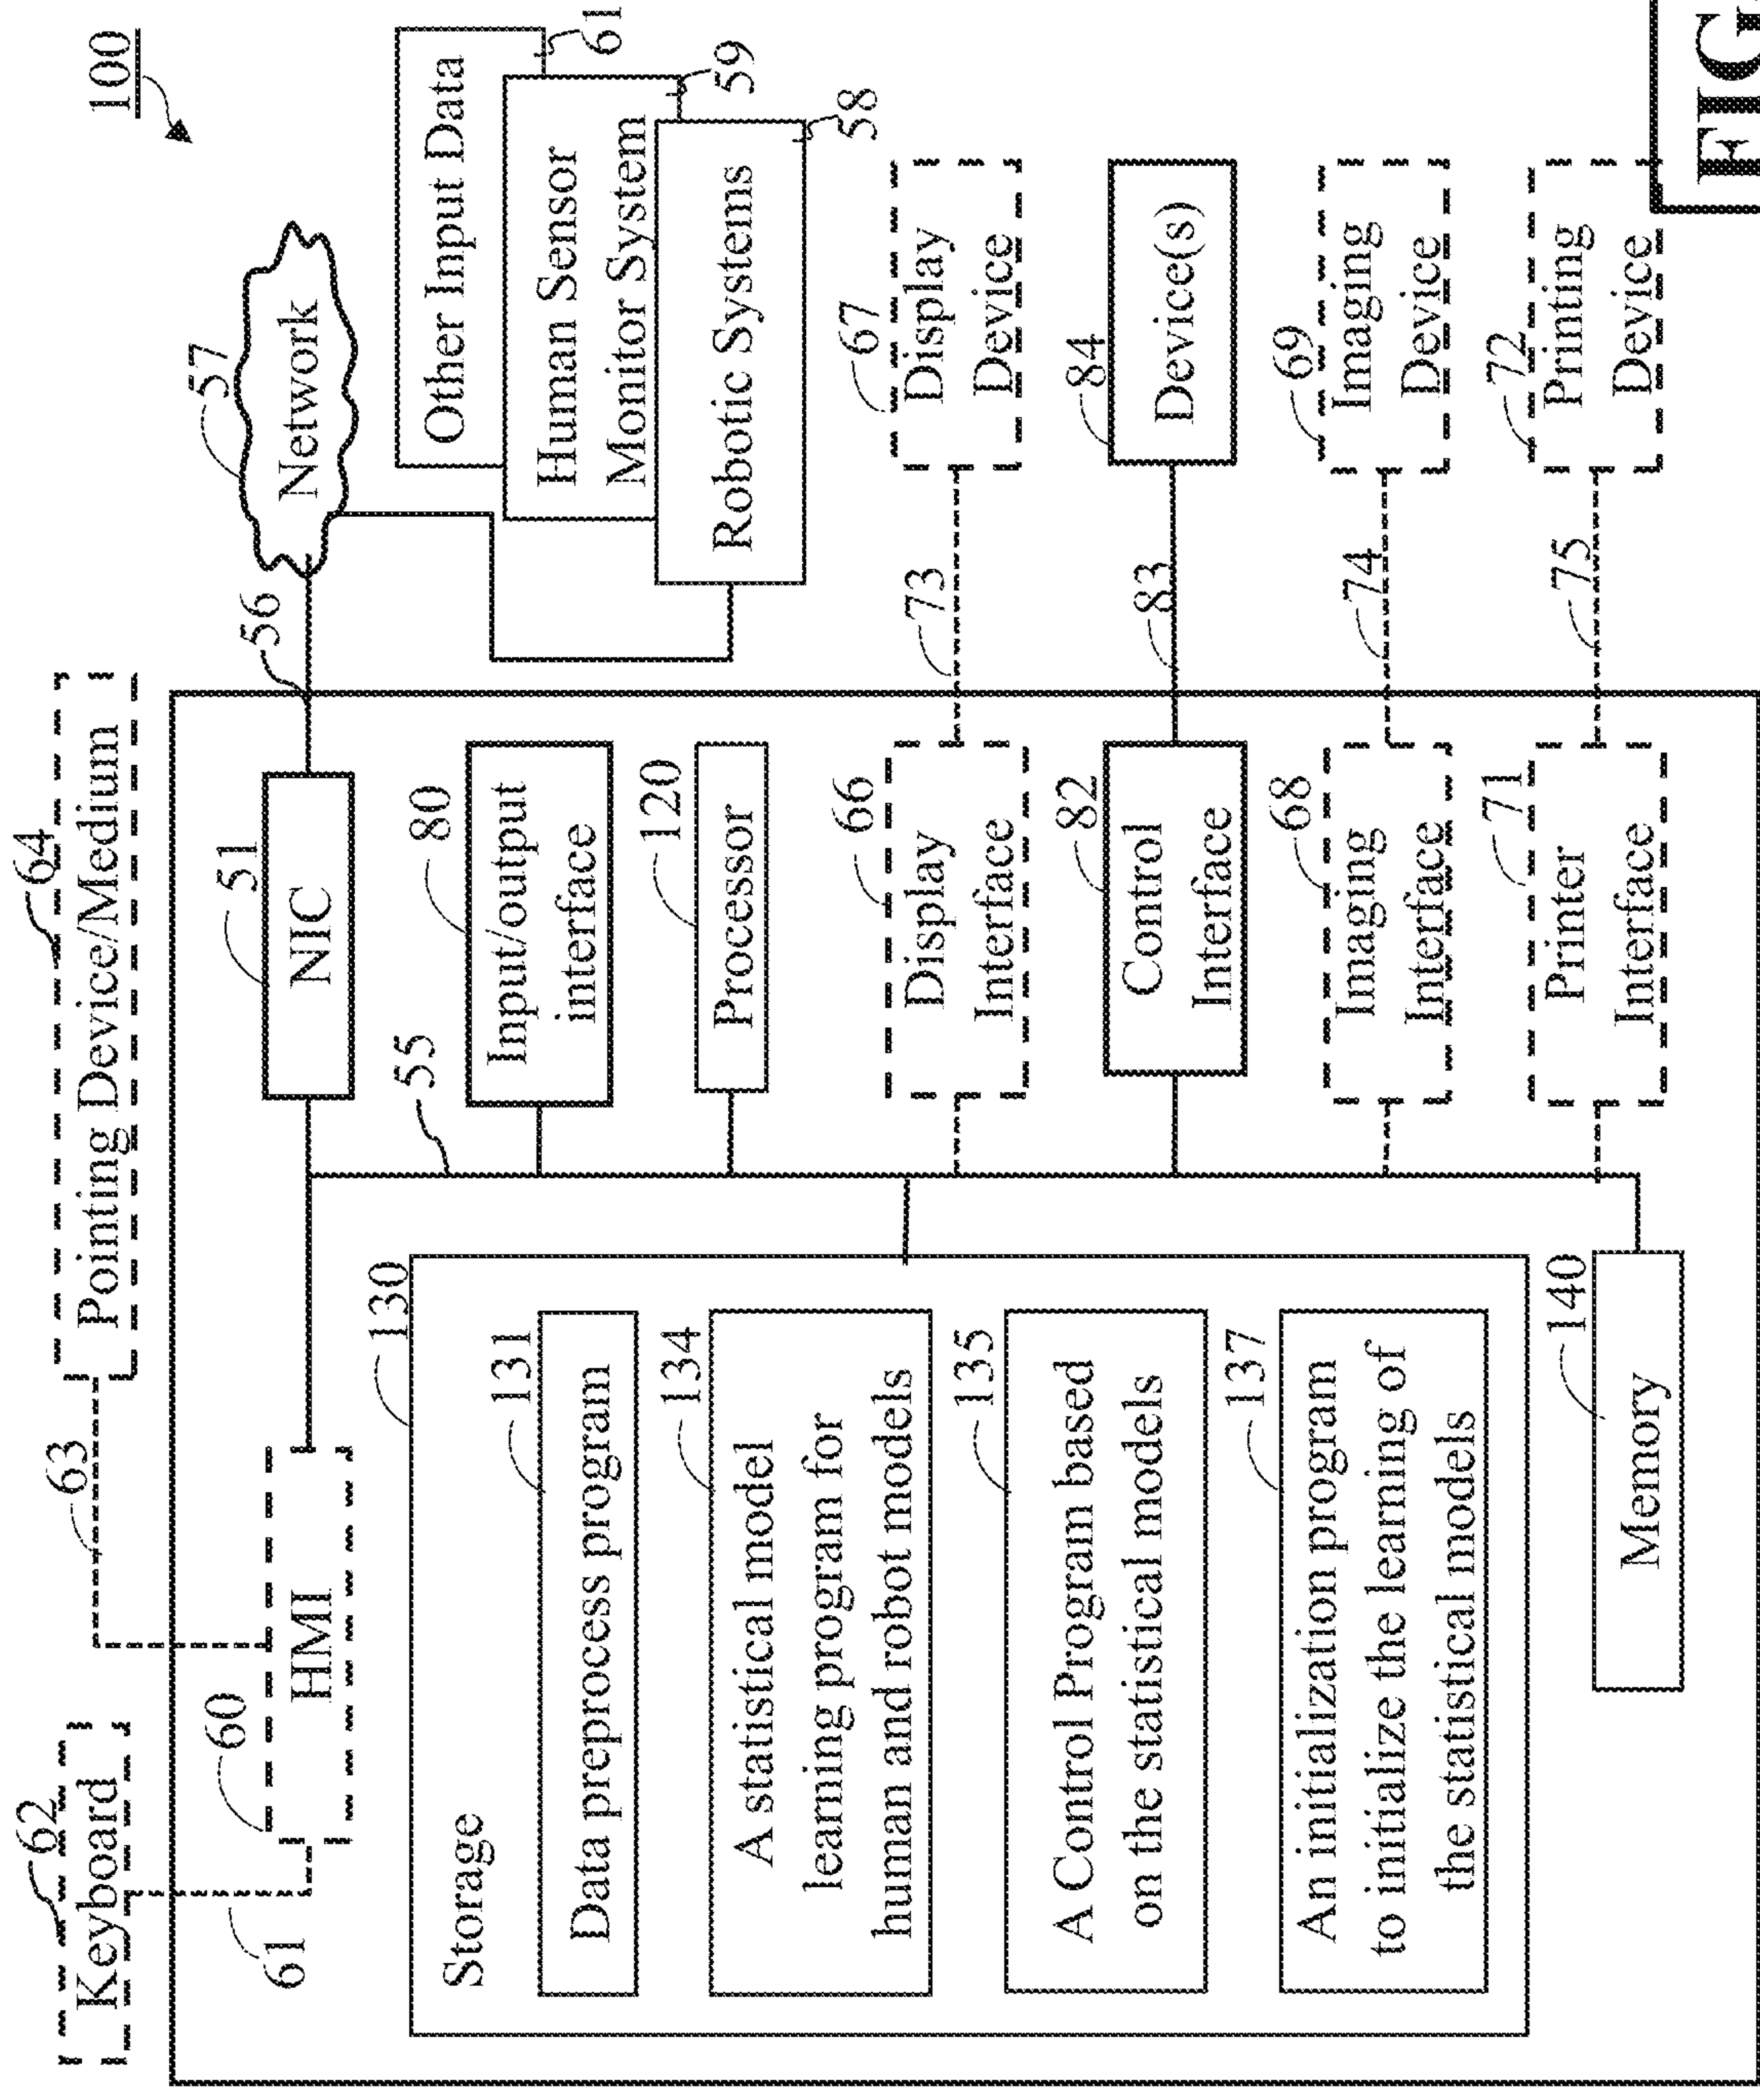 100
64
Pointing Device/Medium
62
Keyboard
63
61
60
HMI
51
NIC
56
57
Network
Other Input Data
61
Human Sensor
Monitor System
59
Robotic Systems
58
55
80
Input/output
interface
120
Processor
66
Display
Interface
73
67
Display
Device
82
Control
Interface
83
84
Device(s)
68
Imaging
Interface
74
69
Imaging
Device
71
Printer
Interface
75
72
Printing
Device
130
Storage
131
Data preprocess program
134
A statistical model
learning program for
human and robot models
135
A Control Program based
on the statistical models
137
An initialization program
to initialize the learning of
the statistical models
140
Memory